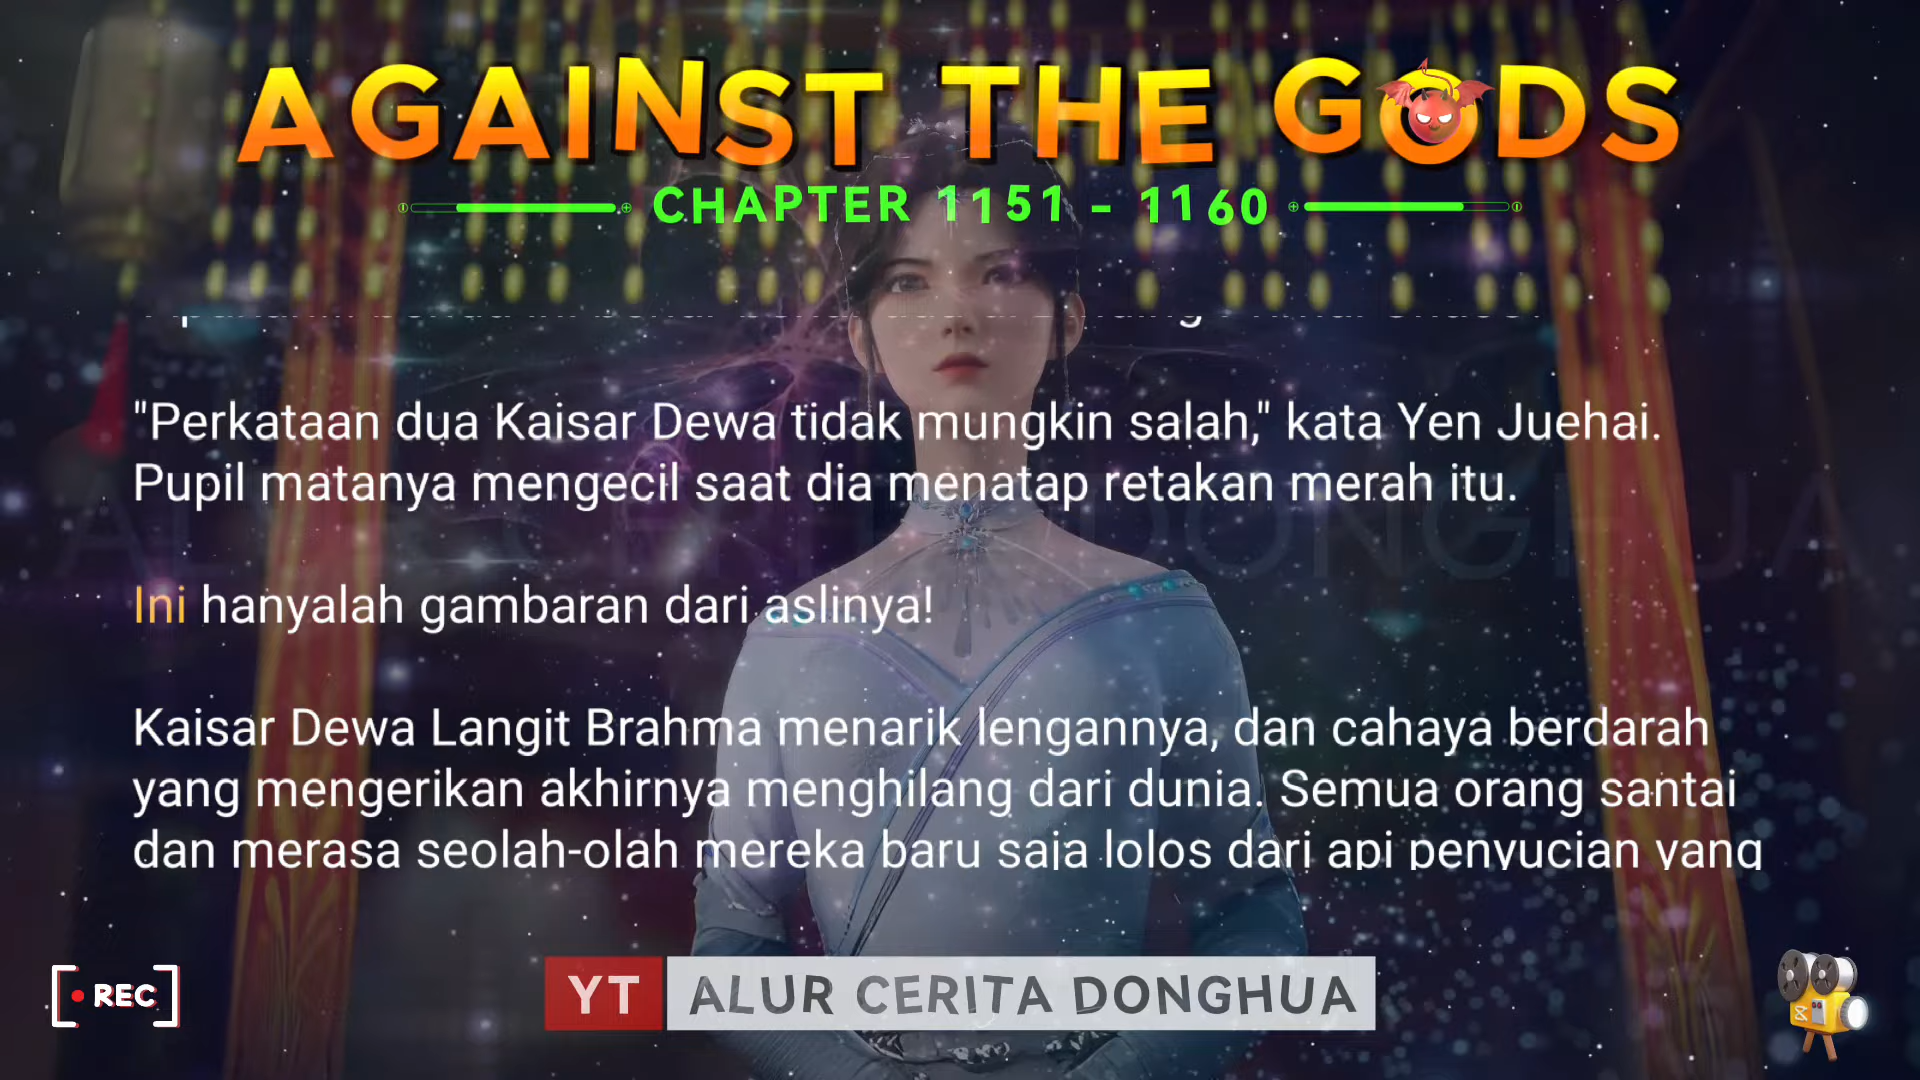 AGAINST THE GODS
CHAPTER 1151 - 1160
"Perkataan dua Kaisar Dewa tidak mungkin salah," kata Yen Juehai.
Pupil matanya mengecil saat dia menatap retakan merah itu.
Ini hanyalah gambaran dari aslinya!
Kaisar Dewa Langit Brahma menarik lengannya, dan cahaya berdarah
yang mengerikan akhirnya menghilang dari dunia. Semua orang santai
dan merasa seolah-olah mereka baru saja lolos dari api penyucian yang
REC
YT ALUR CERITA DONGHUA